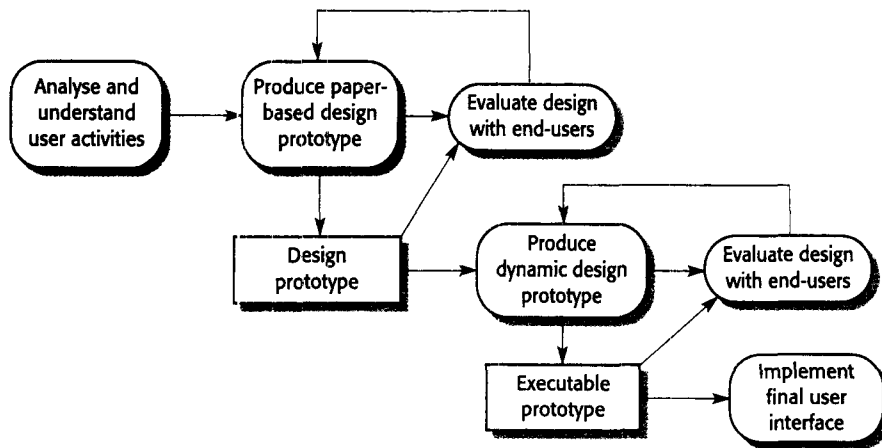 Analyse and
understand
user activities
Produce paper-
based design
prototype
Evaluate design
with end-users
Design
prototype
Produce
dynamic design
prototype
Evaluate design
with end-users
Executable
prototype
Implement
final user
interface